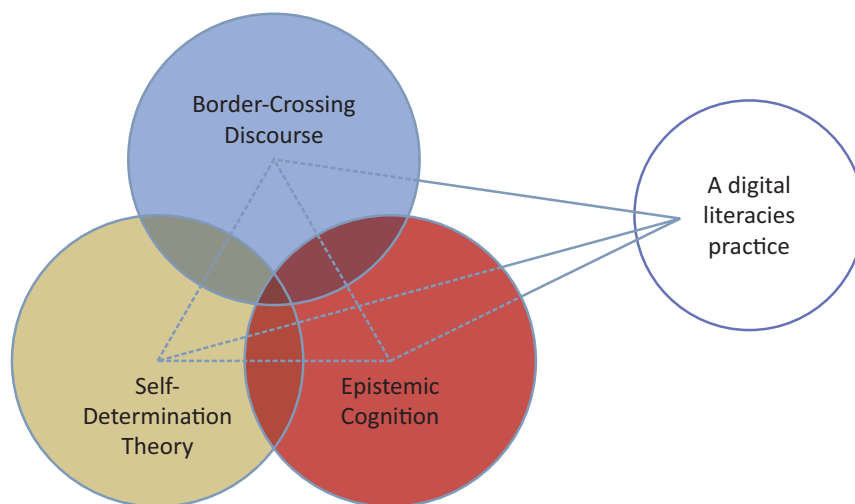 Border-Crossing
Discourse
A digital
literacies
practice
Self-
Determination
Theory
Epistemic
Cognition